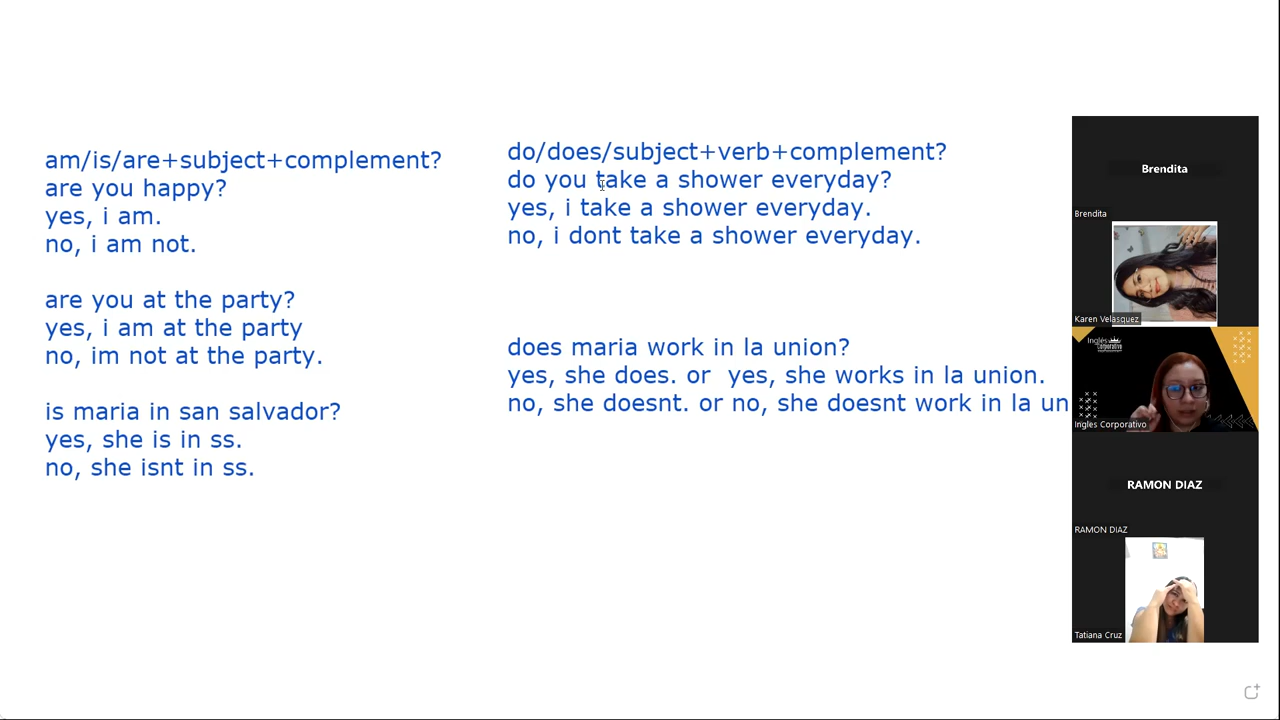 am/is/are+subject+complement?
are you happy?
yes, i am.
no, i am not.
are you at the party?
yes, i am at the party
no, im not at the party.
is maria in san salvador?
yes, she is in ss.
no, she isnt in ss.
do/does/subject+verb+complement?
do you take a shower everyday?
yes, i take a shower everyday.
no, i dont take a shower everyday.
does maria work in la union?
yes, she does. or  yes, she works in la union.
no, she doesnt. or no, she doesnt work in la un
Brendita
Brendita
Karen Velasquez
Inglés
Corporativo
Ingles Corporativo
RAMON DIAZ
RAMON DIAZ
Tatiana Cruz